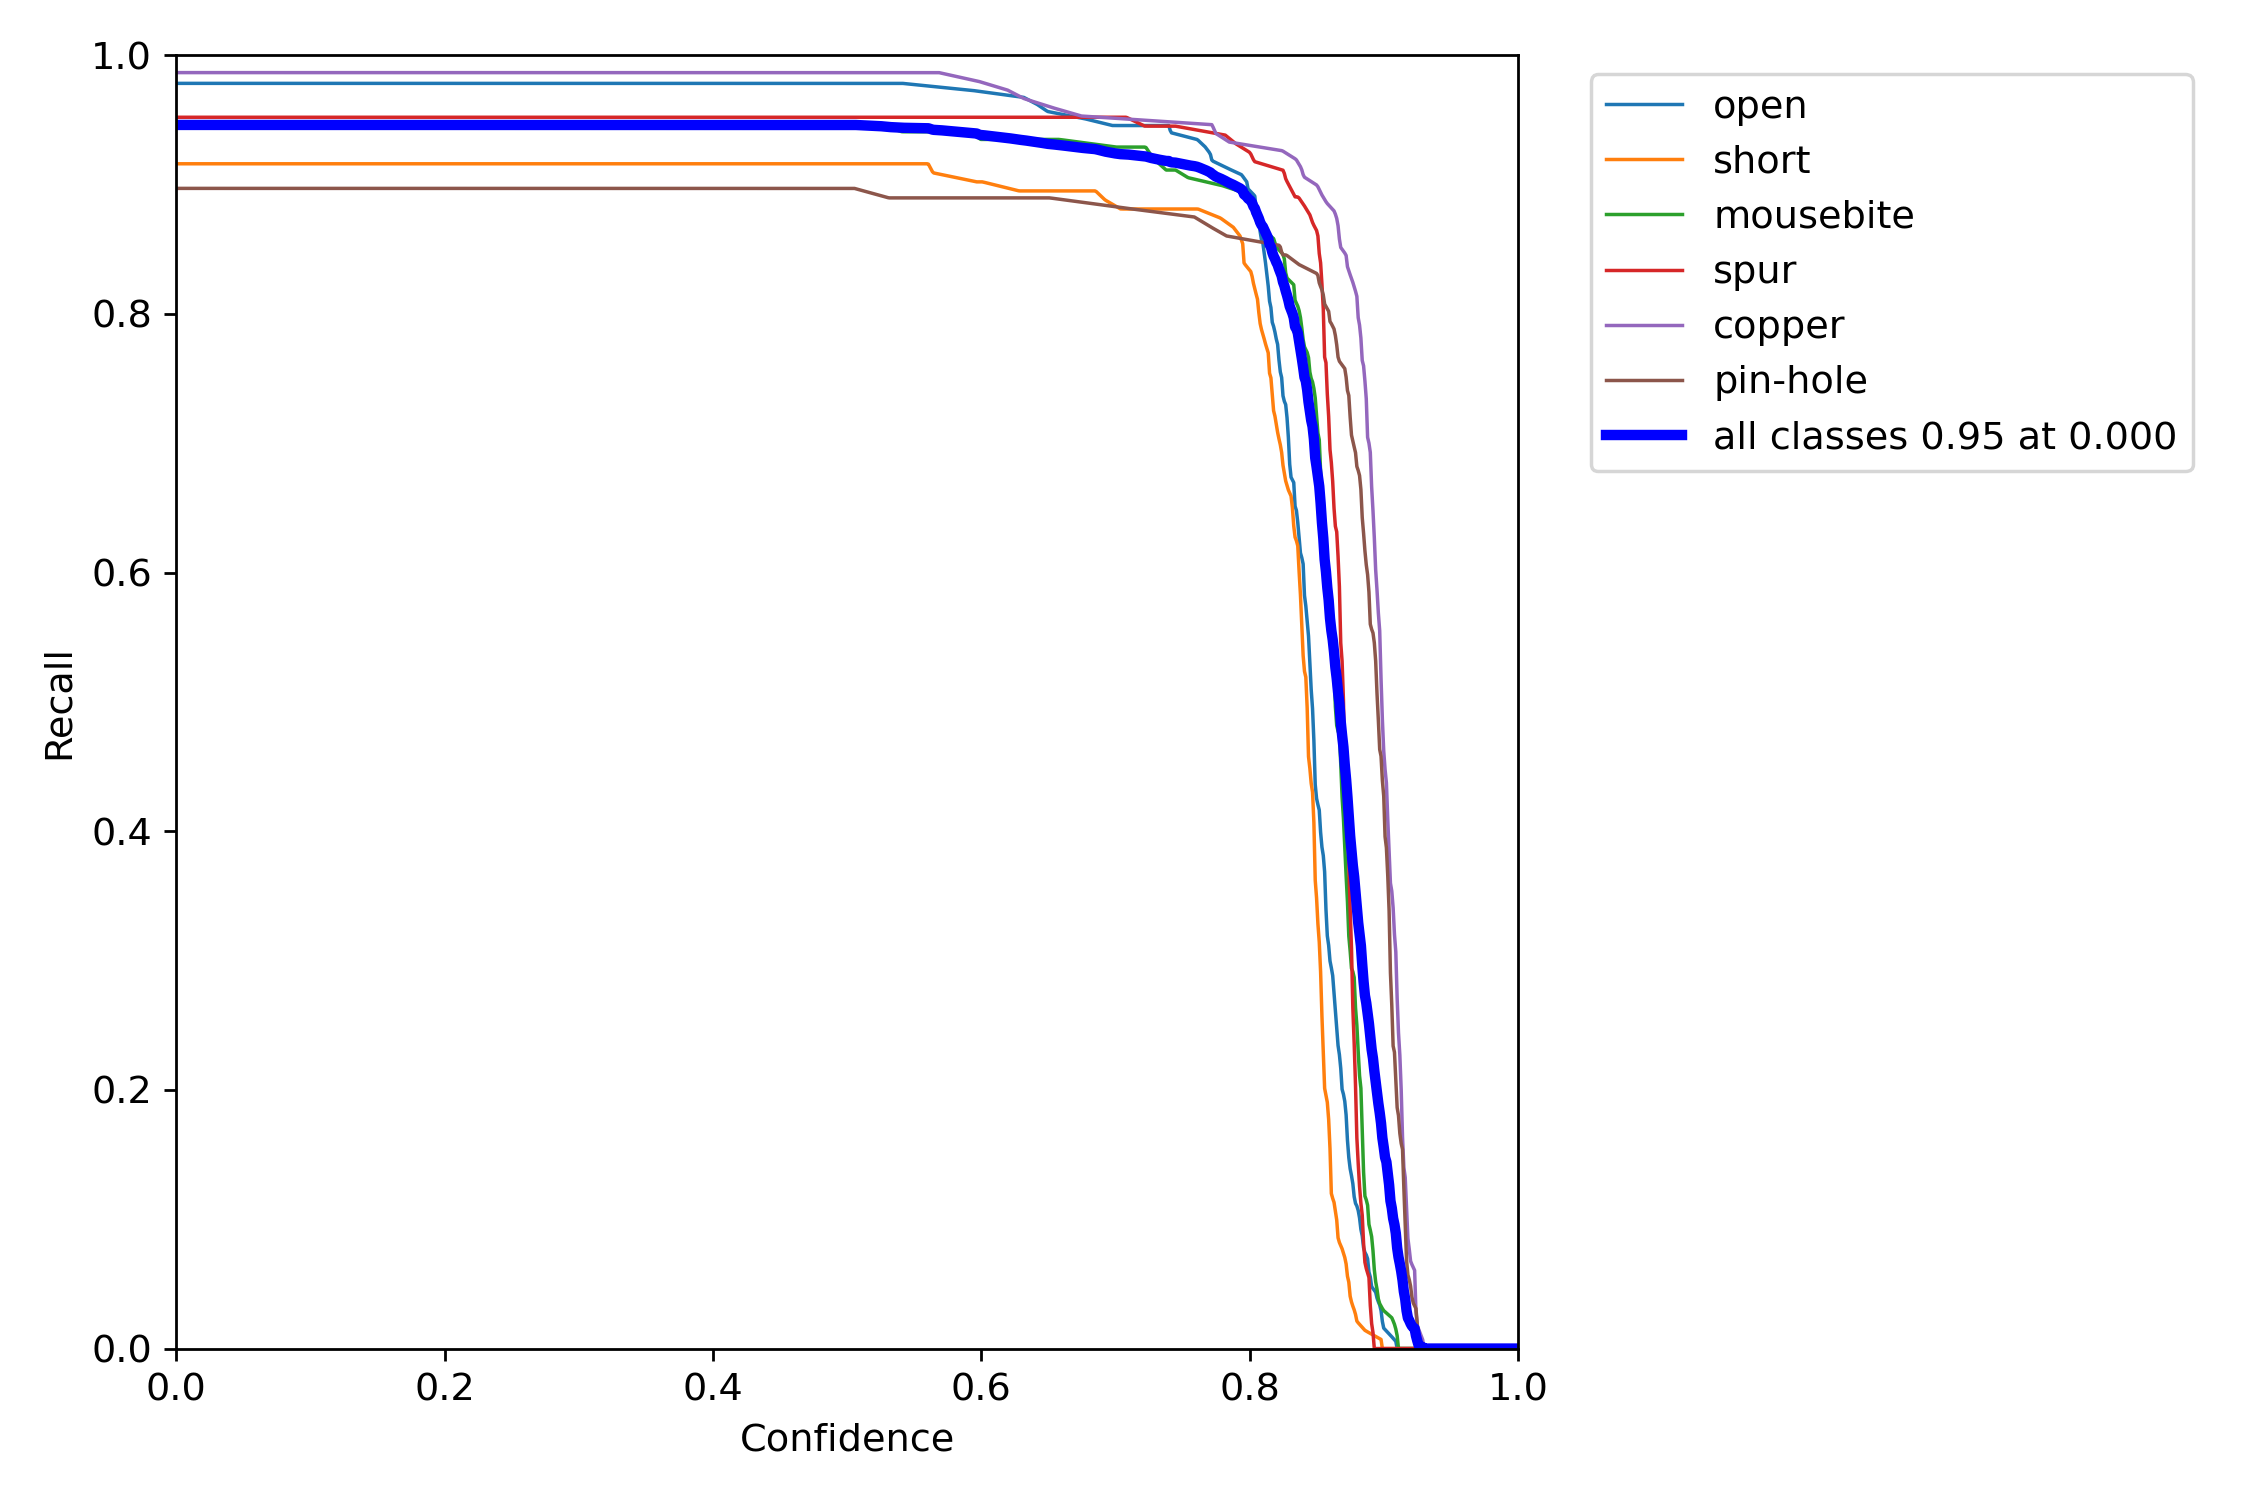 1.0
0.8
0.6
0.4
0.2
0.0
Recall
0.0 0.2 0.4 0.6 0.8 1.0
Confidence
open
short
mousebite
spur
copper
pin-hole
all classes 0.95 at 0.000